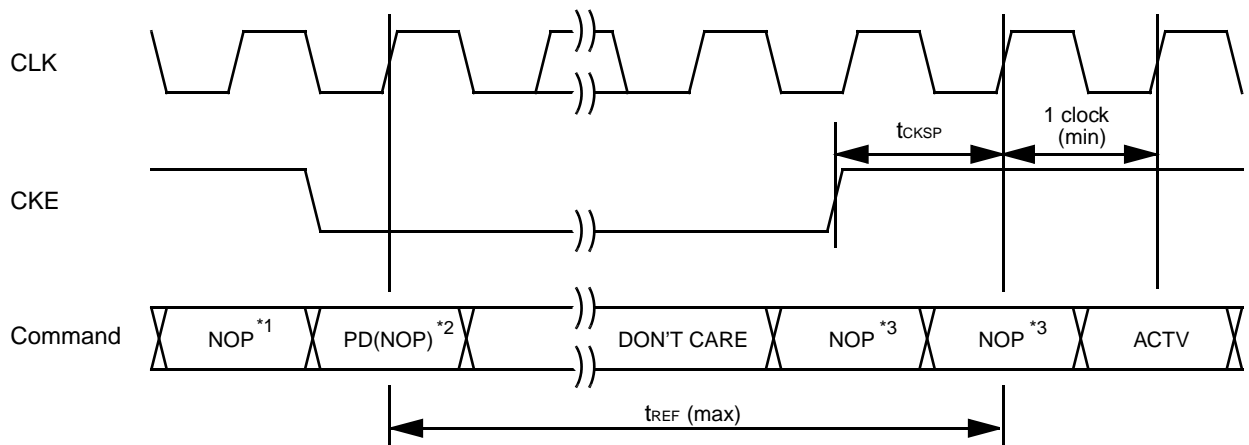 CLK
tCKSP
1 clock
(min)
CKE
Command
NOP *1
PD(NOP) *2
DON'T CARE
NOP *3
NOP *3
ACTV
tREF (max)